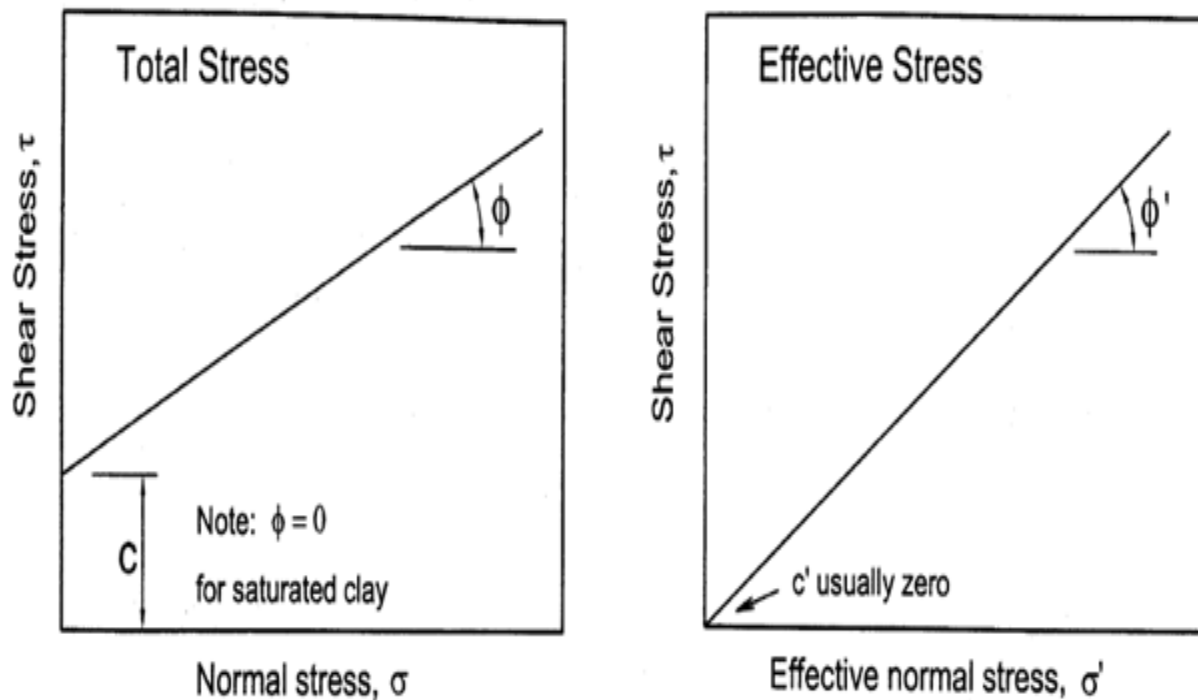 Total Stress
Shear Stress, τ
ϕ
C
Note: ϕ = 0
for saturated clay
Normal stress, σ
Effective Stress
Shear Stress, τ
ϕ'
c' usually zero
Effective normal stress, σ'